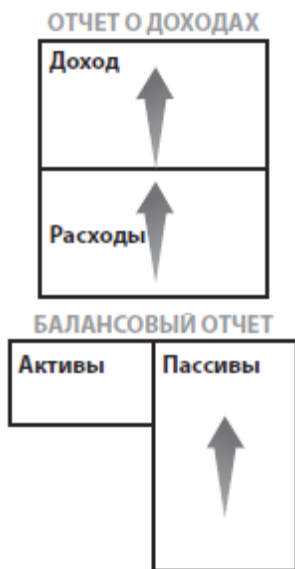 ОТЧЕТ О ДОХОДАХ
Доход
Расходы
БАЛАНСОВЫЙ ОТЧЕТ
Активы
Пассивы